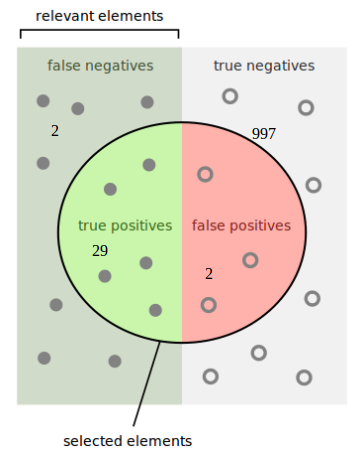 relevant elements
false negatives
true negatives
2
997
true positives
false positives
29
2
selected elements